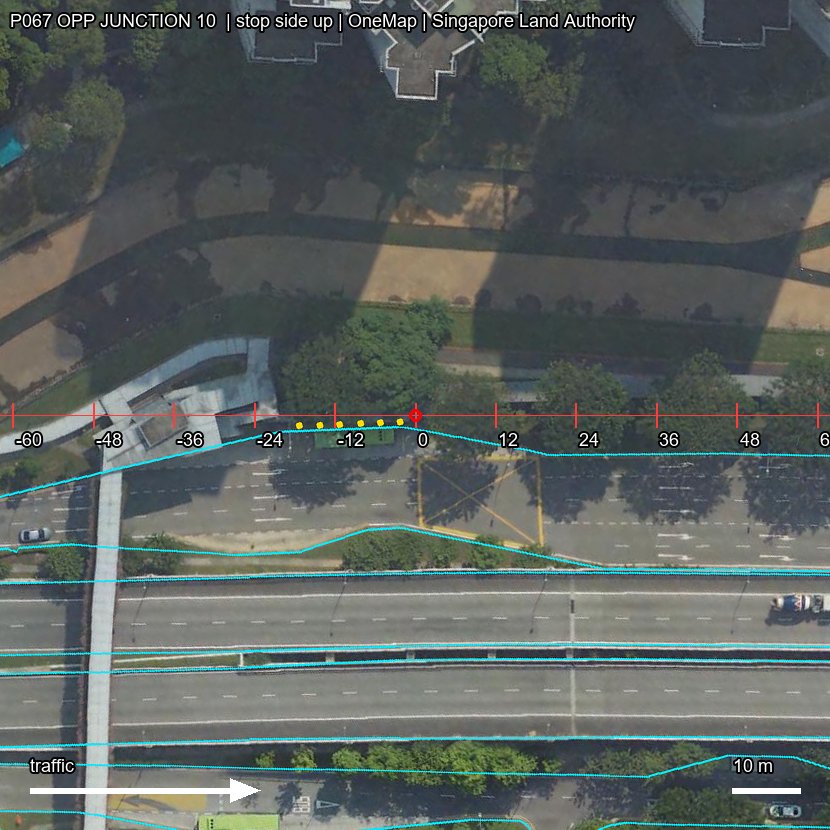 P067 OPP JUNCTION 10 | stop side up | OneMap | Singapore Land Authority
-60 -48 -36 -24 -12 0 12 24 36 48 6
traffic
10 m